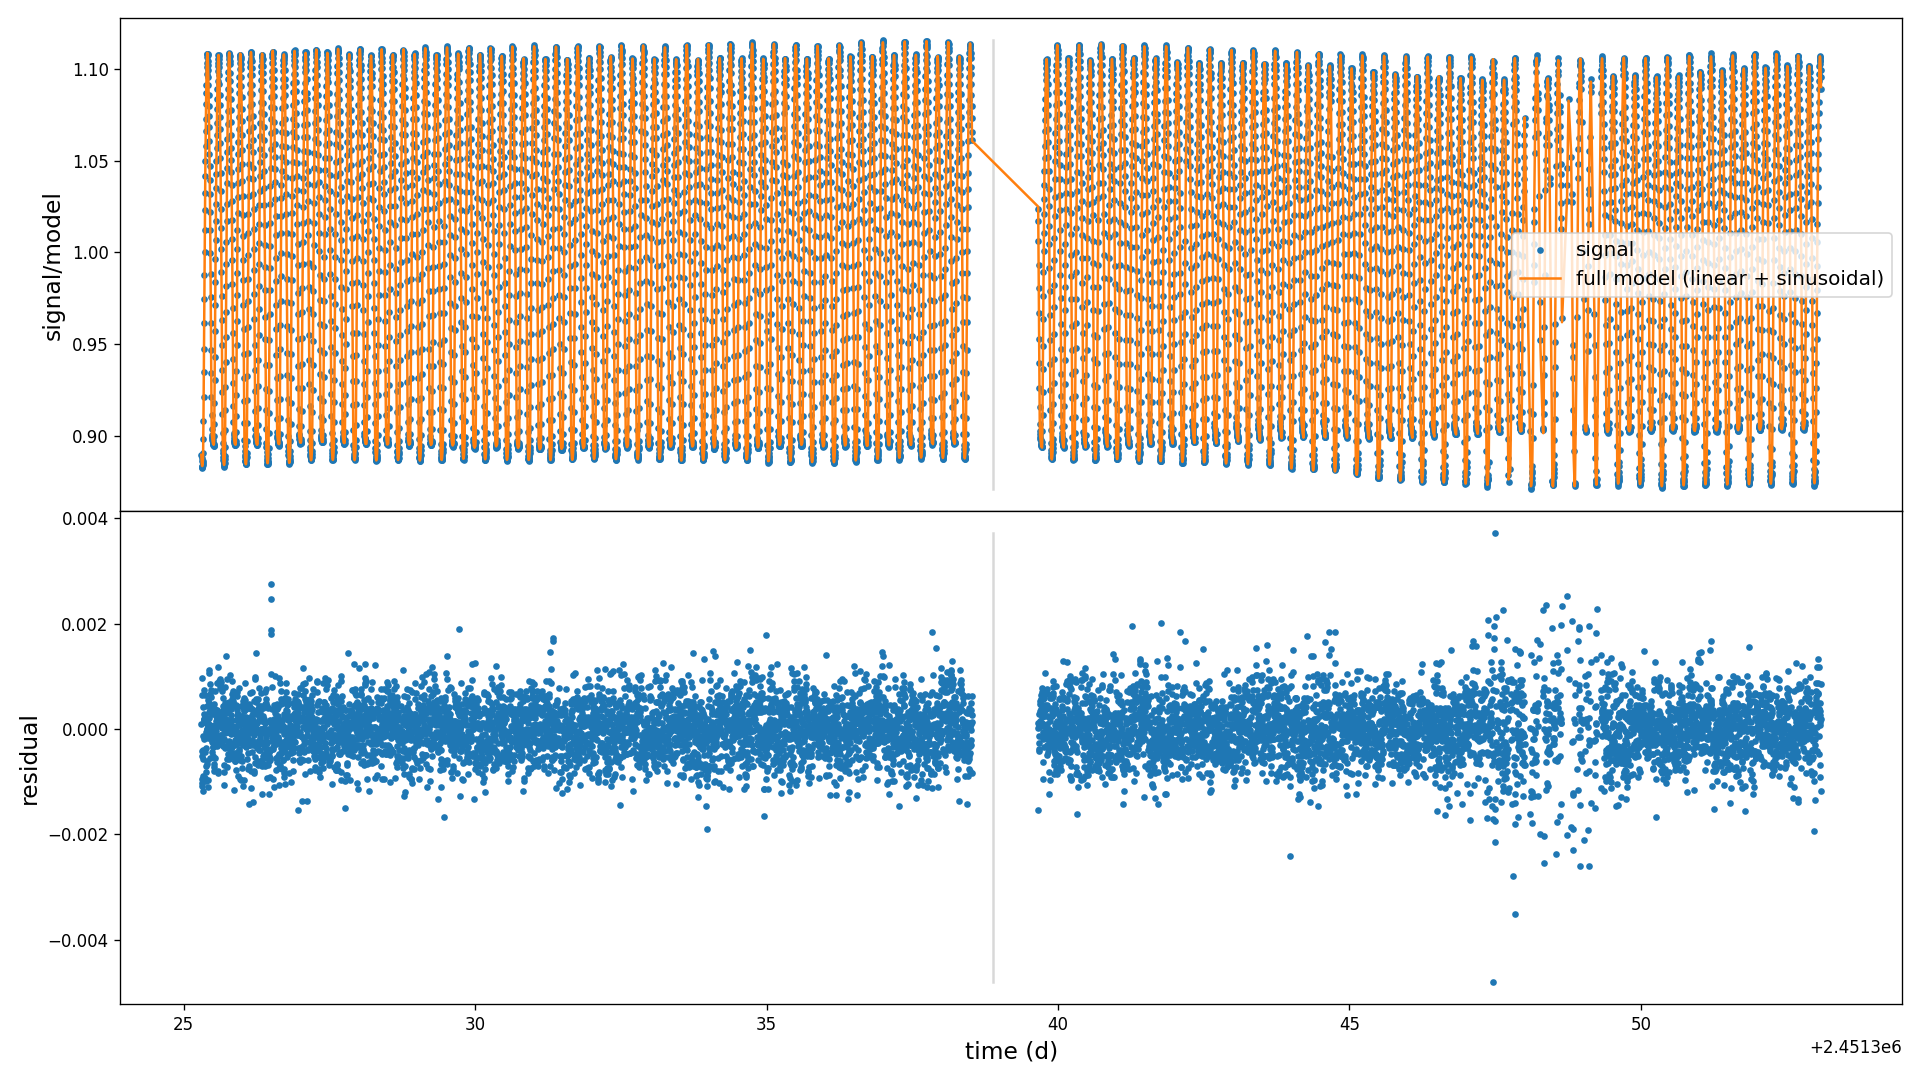 1.10
1.05
1.00
0.95
0.90
signal/model
signal
full model (linear + sinusoidal)
0.004
0.002
0.000
−0.002
−0.004
residual
25
30
35
40
45
50
time (d)
+2.4513e6